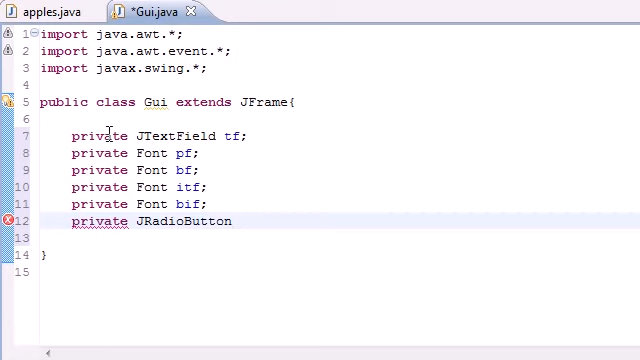 apples.java *Gui.java
1 import java.awt.*;
2 import java.awt.event.*;
3 import javax.swing.*;
4
5 public class Gui extends JFrame{
6
7 private JTextField tf;
8 private Font pf;
9 private Font bf;
10 private Font itf;
11 private Font bif;
12 private JRadioButton
13
14 }
15